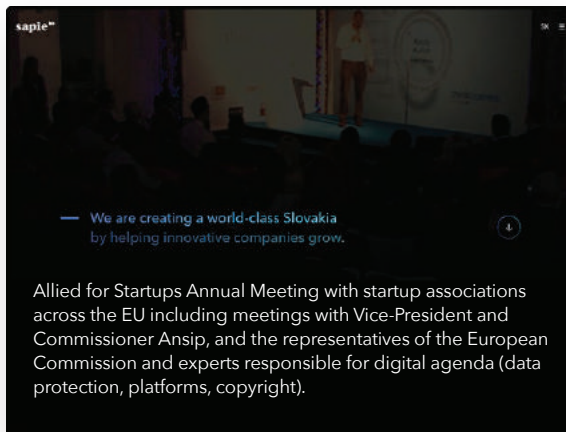 sapie
SK
We are creating a world-class Slovakia
by helping innovative companies grow.
Allied for Startups Annual Meeting with startup associations
across the EU including meetings with Vice-President and
Commissioner Ansip, and the representatives of the European
Commission and experts responsible for digital agenda (data
protection, platforms, copyright).